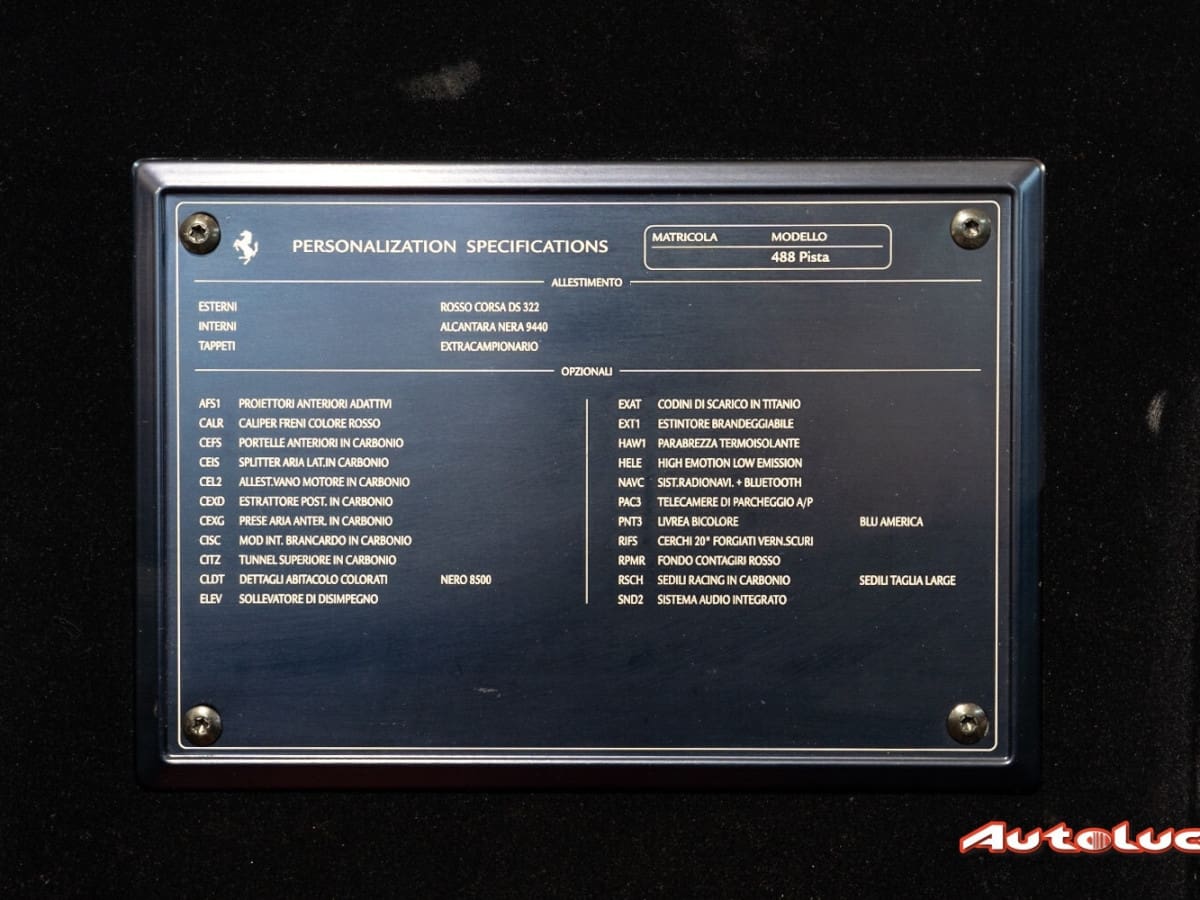 PERSONALIZATION SPECIFICATIONS
MATRICOLA MODELLO
488 Pista
ALLESTIMENTO
ESTERNI ROSSO CORSA DS 322
INTERNI ALCANTARA NERA 9440
TAPPETI EXTRACAMPIONARIO
OPZIONALI
AFS1 PROIETTORI ANTERIORI ADATTIVI
CALR CALIPER FRENI COLORE ROSSO
CEFS PORTELLE ANTERIORI IN CARBONIO
CEIS SPLITTER ARIA LAT.IN CARBONIO
CEL2 ALLEST.VANO MOTORE IN CARBONIO
CEXD ESTRATTORE POST. IN CARBONIO
CEXG PRESE ARIA ANTER. IN CARBONIO
CISC MOD INT. BRANCARDO IN CARBONIO
CITZ TUNNEL SUPERIORE IN CARBONIO
CLDT DETTAGLI ABITACOLO COLORATI NERO 8500
ELEV SOLLEVATORE DI DISIMPEGNO
EXAT CODINI DI SCARICO IN TITANIO
EXT1 ESTINTORE BRANDEGGIABILE
HAW1 PARABREZZA TERMOISOLANTE
HELE HIGH EMOTION LOW EMISSION
NAVC SIST.RADIONAVI. + BLUETOOTH
PAC3 TELECAMERE DI PARCHEGGIO A/P
PNT3 LIVREA BICOLORE BLU AMERICA
RIFS CERCHI 20" FORGIATI VERN.SCURI
RPMR FONDO CONTAGIRI ROSSO
RSCH SEDILI RACING IN CARBONIO SEDILI TAGLIA LARGE
SND2 SISTEMA AUDIO INTEGRATO
AutoLuc